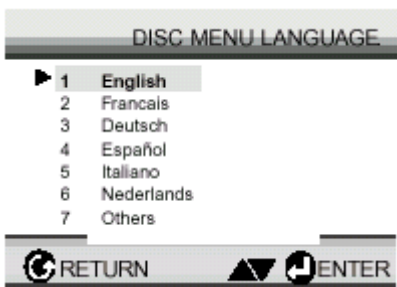 DISC MENU LANGUAGE
1 English
2 Francais
3 Deutsch
4 Español
5 Italiano
6 Nederlands
7 Others
RETURN ENTER